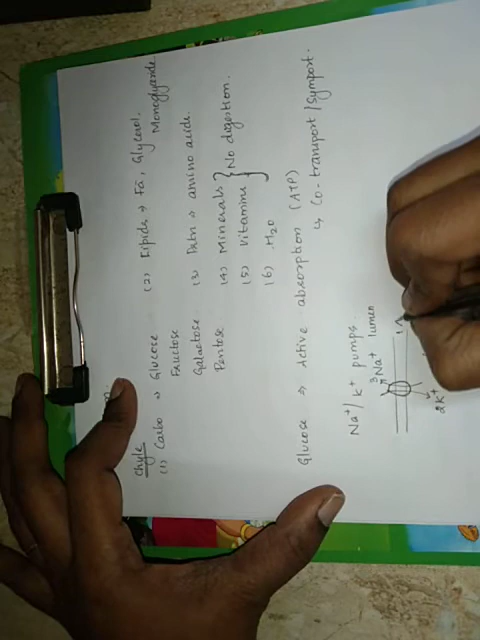 Chyle
(1) Carbo → Glucose
Fructose
Galactose
Pentose
(2) Lipids → Fa, Glycerol.
Monoglyceride
(3) Protn → amino acids.
(4) Minerals } No digestion.
(5) Vitamins
(6) H2O
Glucose → Active absorption (ATP)
↳ Co-transport / Symport.
Na+/K+ pumps.
3Na+ lumen
2K+